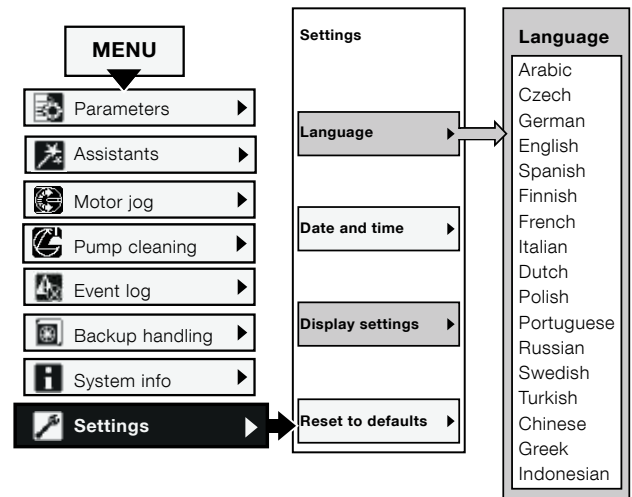 MENU
Parameters
Assistants
Motor jog
Pump cleaning
Event log
Backup handling
System info
Settings
Settings
Language
Date and time
Display settings
Reset to defaults
Language
Arabic
Czech
German
English
Spanish
Finnish
French
Italian
Dutch
Polish
Portuguese
Russian
Swedish
Turkish
Chinese
Greek
Indonesian